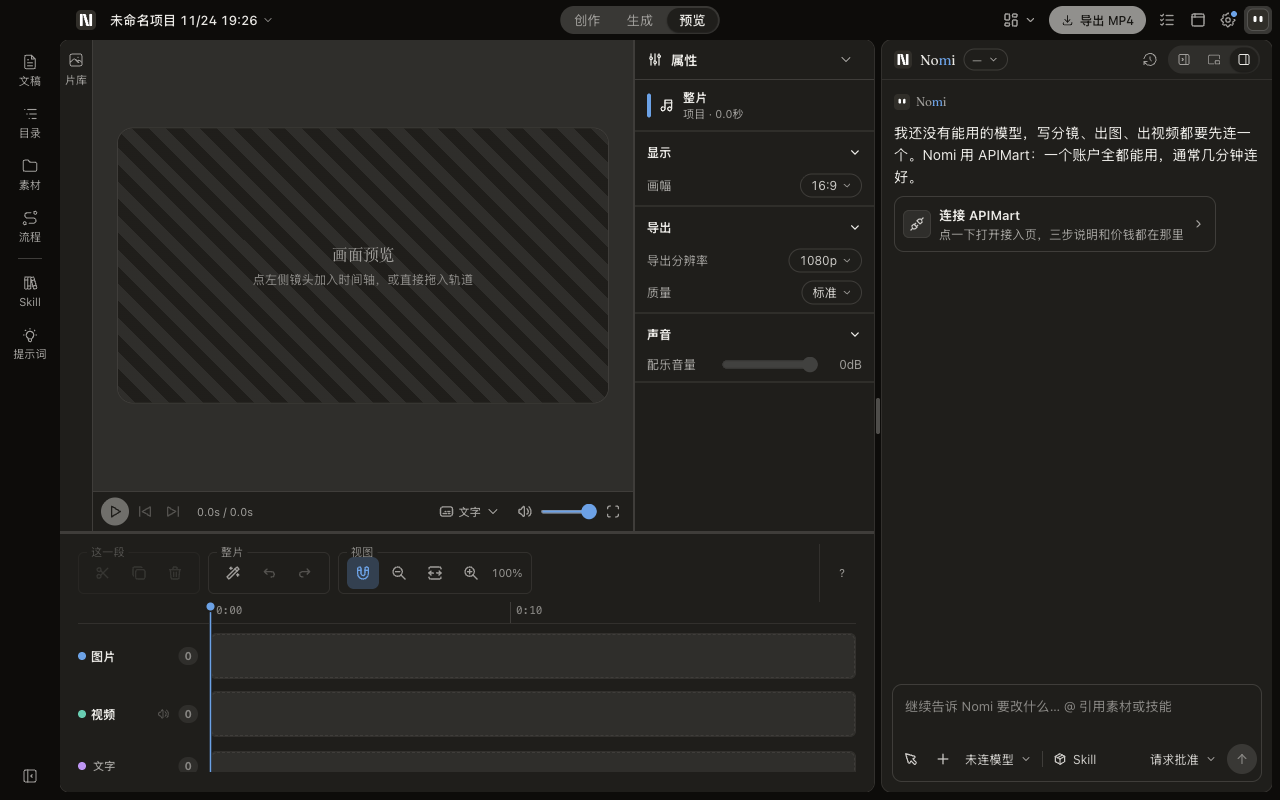 未命名项目 11/24 19:26
创作
生成
预览
导出 MP4
文稿
目录
素材
流程
Skill
提示词
片库
画面预览
点左侧镜头加入时间轴，或直接拖入轨道
0.0s / 0.0s
文字
属性
整片
项目 · 0.0秒
显示
画幅
16:9
导出
导出分辨率
1080p
质量
标准
声音
配乐音量
0dB
这一段
整片
视图
100%
?
0:00
0:10
图片
0
视频
0
文字
0
Nomi
—
Nomi
我还没有能用的模型，写分镜、出图、出视频都要先连一
个。Nomi 用 APIMart：一个账户全都能用，通常几分钟连
好。
连接 APIMart
点一下打开接入页，三步说明和价钱都在那里
继续告诉 Nomi 要改什么... @ 引用素材或技能
未连模型
Skill
请求批准